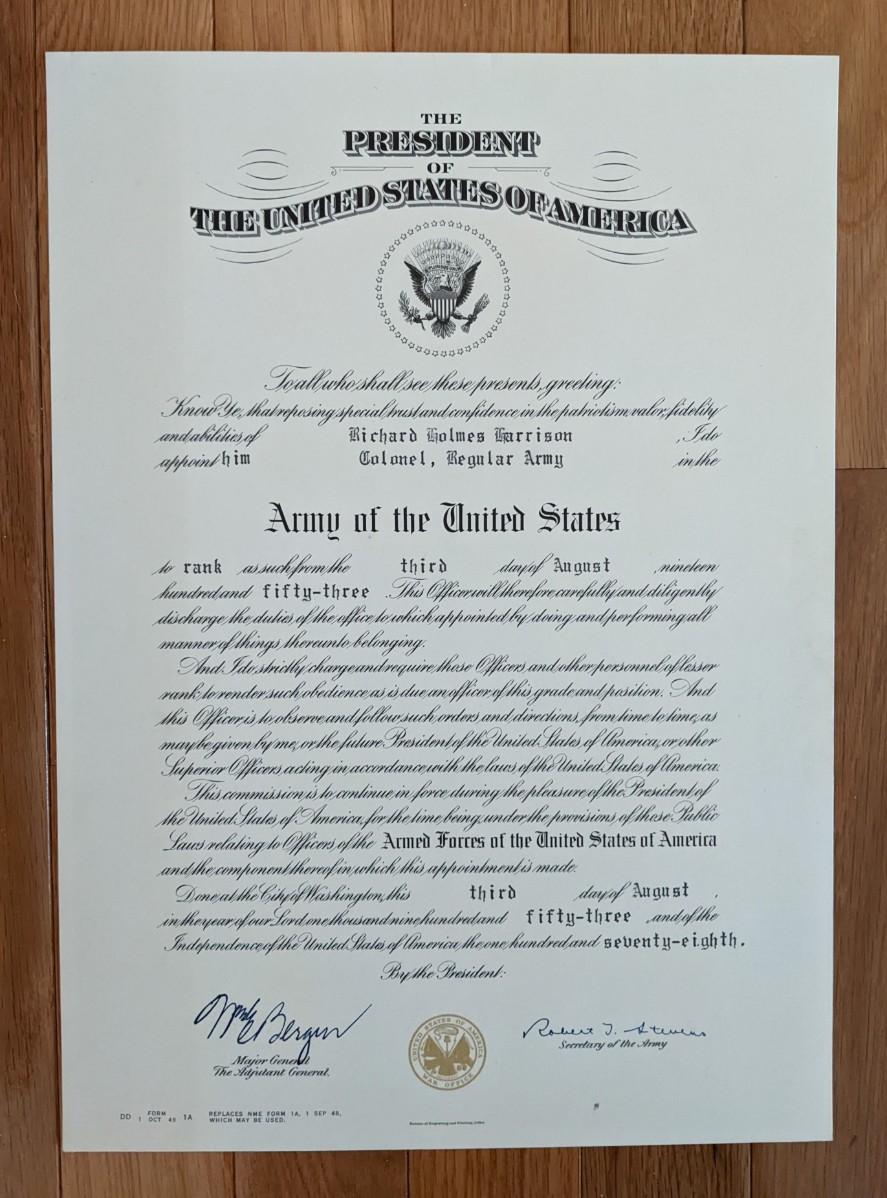 THE
PRESIDENT
OF
THE UNITED STATES OF AMERICA
To all who shall see these presents, greeting:
Know Ye, that reposing special trust and confidence in the patriotism, valor, fidelity
and abilities of Richard Holmes Harrison , I do
appoint him Colonel, Regular Army in the
Army of the United States
to rank as such from the third day of August nineteen
hundred and fifty-three . This Officer will therefore carefully and diligently
discharge the duties of the office to which appointed by doing and performing all
manner of things thereunto belonging.
And I do strictly charge and require those Officers and other personnel of lesser
rank to render such obedience as is due an officer of this grade and position. And
this Officer is to observe and follow such orders and directions, from time to time, as
may be given by me, or the future President of the United States of America, or other
Superior Officers acting in accordance with the laws of the United States of America.
This commission is to continue in force during the pleasure of the President of
the United States of America, for the time being, under the provisions of those Public
Laws relating to Officers of the Armed Forces of the United States of America
and the component thereof in which this appointment is made.
Done at the City of Washington, this third day of August ,
in the year of our Lord one thousand nine hundred and fifty-three , and of the
Independence of the United States of America the one hundred and seventy-eighth.
By the President:
Wm E Bergin
Major General
The Adjutant General.
UNITED STATES OF AMERICA
WAR OFFICE
Robert T. Stevens
Secretary of the Army
DD FORM 1 OCT 49 1A
REPLACES NME FORM 1A, 1 SEP 48,
WHICH MAY BE USED.
Bureau of Engraving and Printing Office